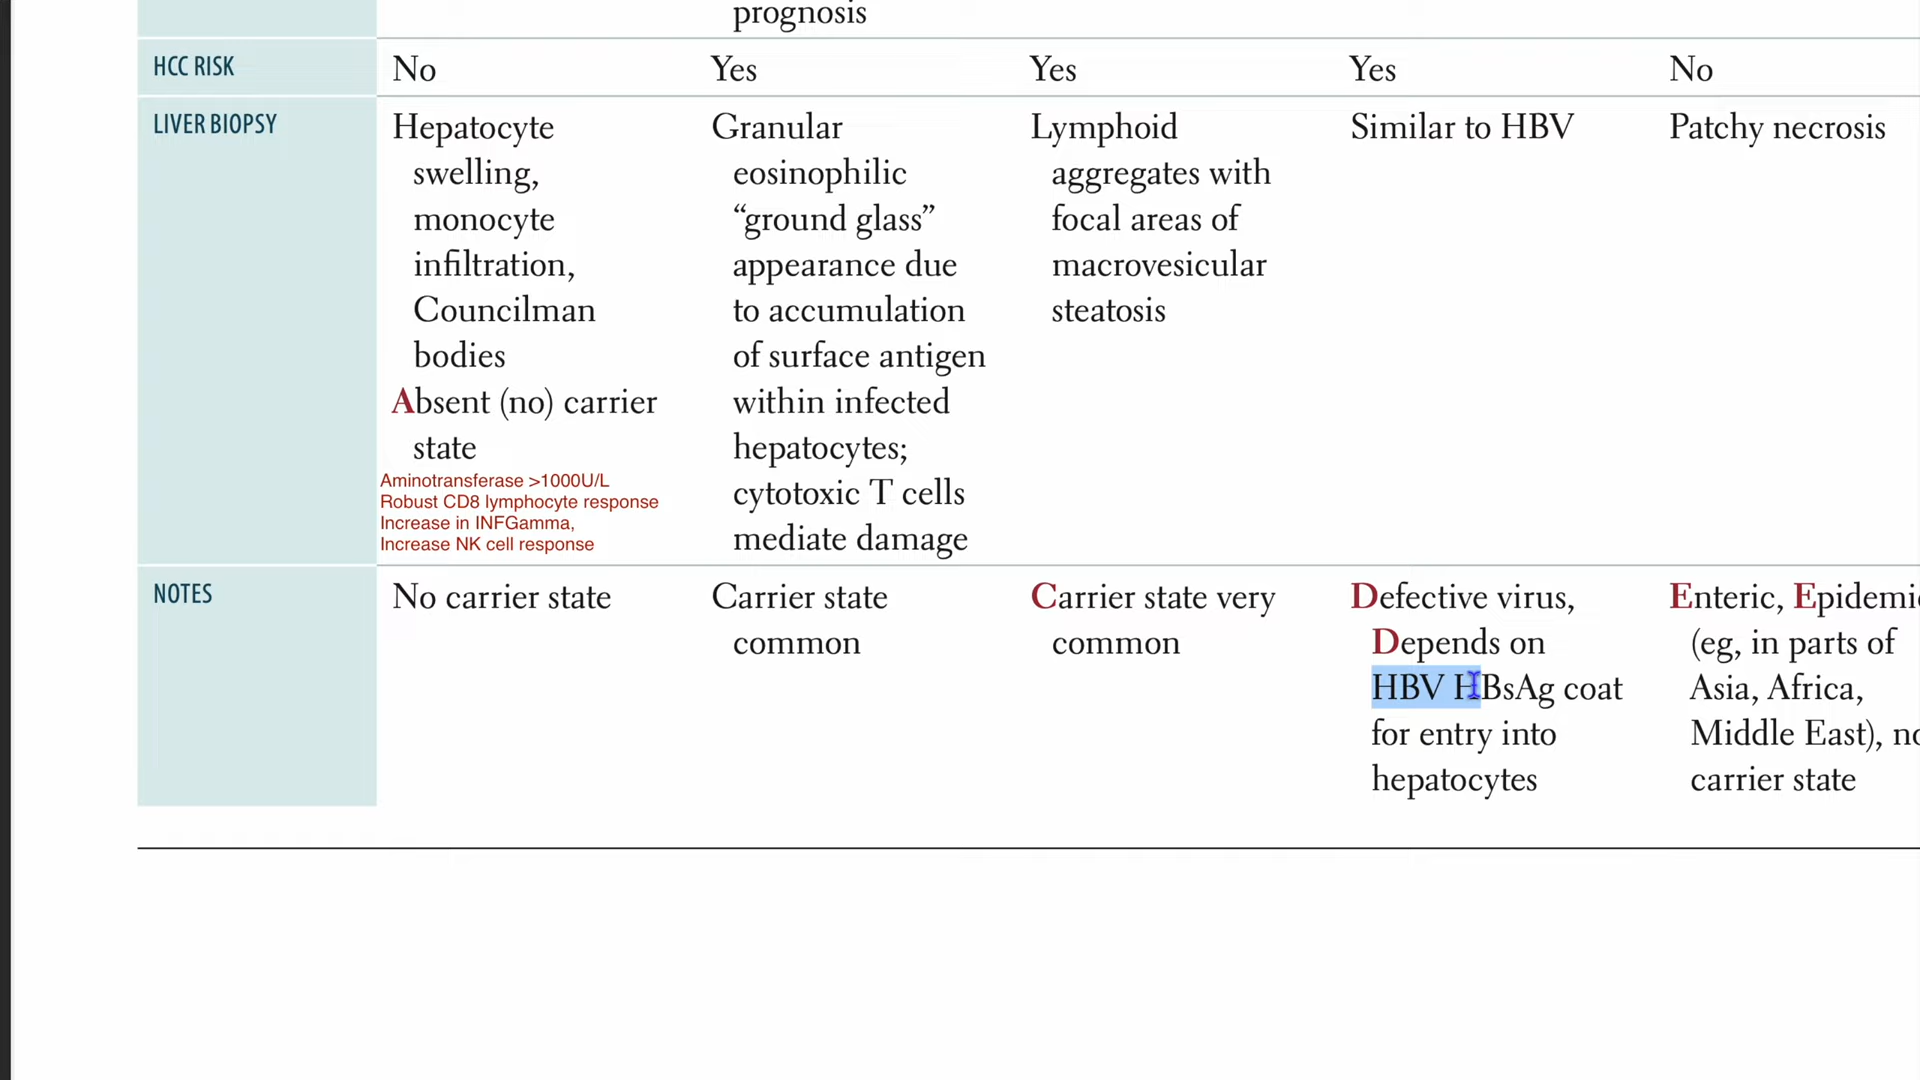 prognosis
HCC RISK
No
Yes
Yes
Yes
No
LIVER BIOPSY
Hepatocyte
swelling,
monocyte
infiltration,
Councilman
bodies
Absent (no) carrier
state
Aminotransferase >1000U/L
Robust CD8 lymphocyte response
Increase in INFGamma,
Increase NK cell response
Granular
eosinophilic
“ground glass”
appearance due
to accumulation
of surface antigen
within infected
hepatocytes;
cytotoxic T cells
mediate damage
Lymphoid
aggregates with
focal areas of
macrovesicular
steatosis
Similar to HBV
Patchy necrosis
NOTES
No carrier state
Carrier state
common
Carrier state very
common
Defective virus,
Depends on
HBV HBsAg coat
for entry into
hepatocytes
Enteric, Epidemic
(eg, in parts of
Asia, Africa,
Middle East), no
carrier state